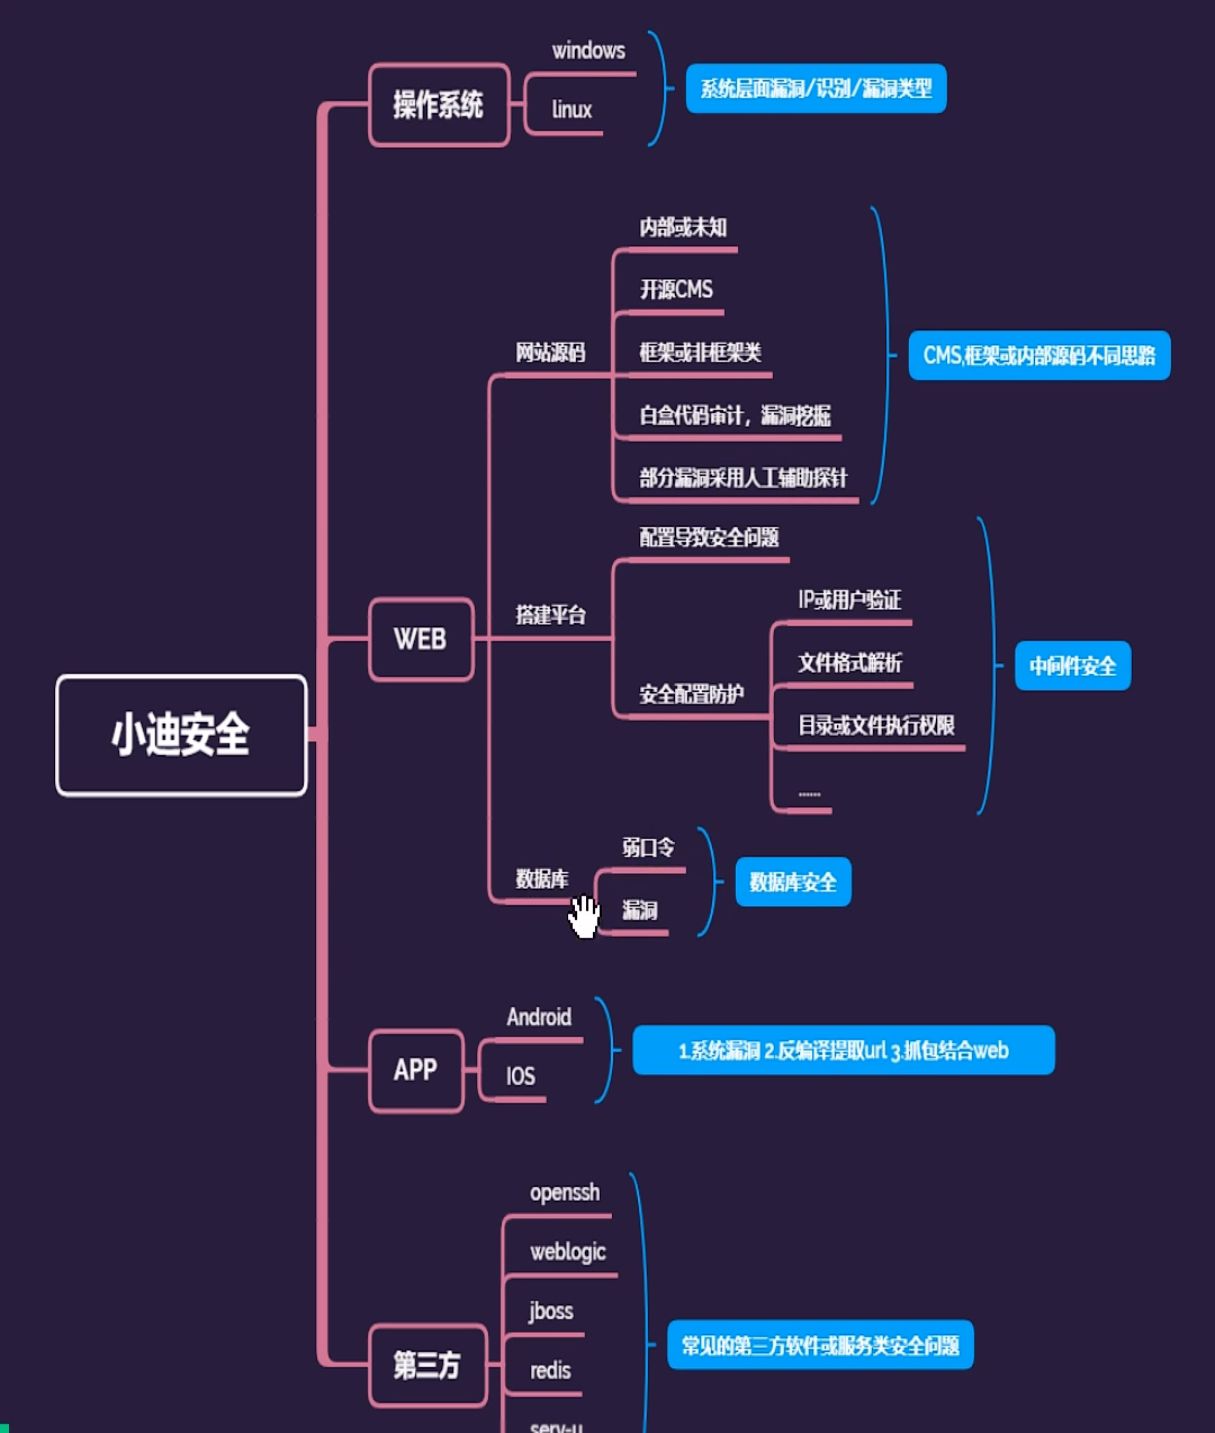 windows
linux
操作系统
系统层面漏洞/识别/漏洞类型
内部或未知
开源CMS
网站源码
框架或非框架类
白盒代码审计，漏洞挖掘
部分漏洞采用人工辅助探针
CMS,框架或内部源码不同思路
配置导致安全问题
WEB
搭建平台
IP或用户验证
文件格式解析
安全配置防护
目录或文件执行权限
......
中间件安全
小迪安全
弱口令
数据库
漏洞
数据库安全
Android
IOS
APP
1.系统漏洞 2.反编译提取url 3.抓包结合web
openssh
weblogic
jboss
第三方
redis
serv-u
常见的第三方软件或服务类安全问题